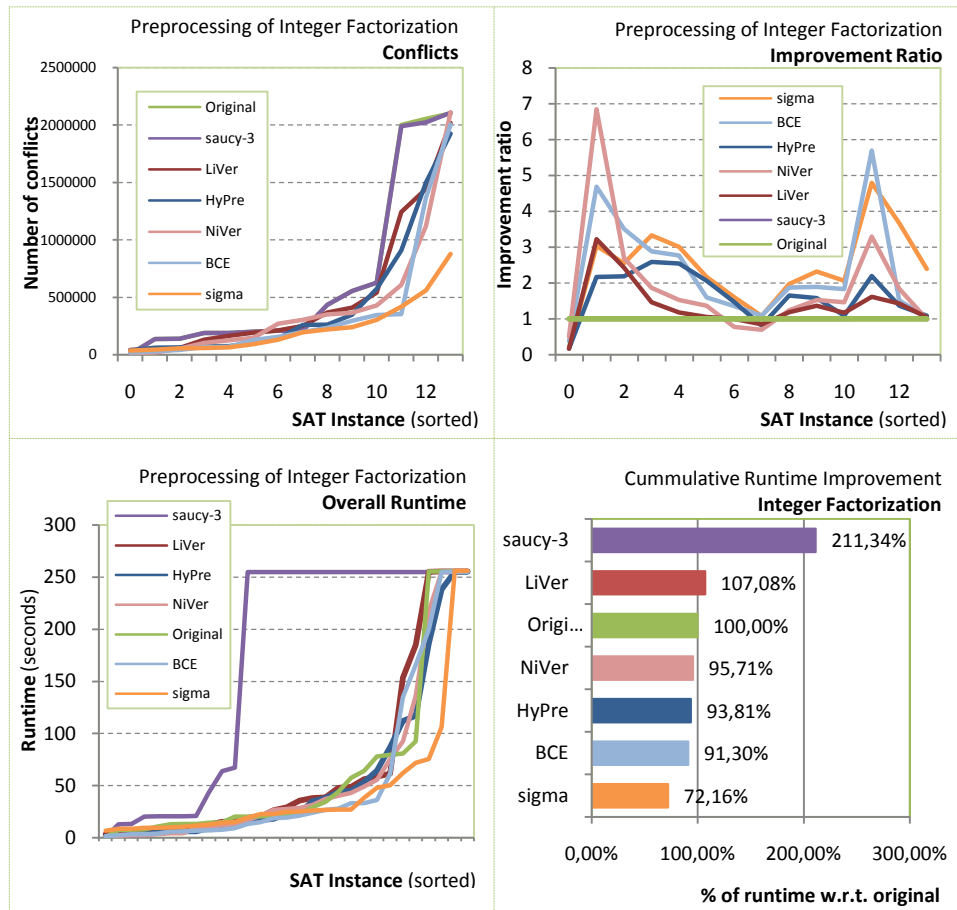 Preprocessing of Integer Factorization
Conflicts
2500000
2000000
1500000
1000000
500000
0
Number of conflicts
Original
saucy-3
LiVer
HyPre
NiVer
BCE
sigma
0 2 4 6 8 10 12
SAT Instance (sorted)
Preprocessing of Integer Factorization
Improvement Ratio
8
7
6
5
4
3
2
1
0
Improvement ratio
sigma
BCE
HyPre
NiVer
LiVer
saucy-3
Original
0 2 4 6 8 10 12
SAT Instance (sorted)
Preprocessing of Integer Factorization
Overall Runtime
300
250
200
150
100
50
0
Runtime (seconds)
saucy-3
LiVer
HyPre
NiVer
Original
BCE
sigma
SAT Instance (sorted)
Cummulative Runtime Improvement
Integer Factorization
saucy-3 211,34%
LiVer 107,08%
Origi... 100,00%
NiVer 95,71%
HyPre 93,81%
BCE 91,30%
sigma 72,16%
0,00% 100,00% 200,00% 300,00%
% of runtime w.r.t. original